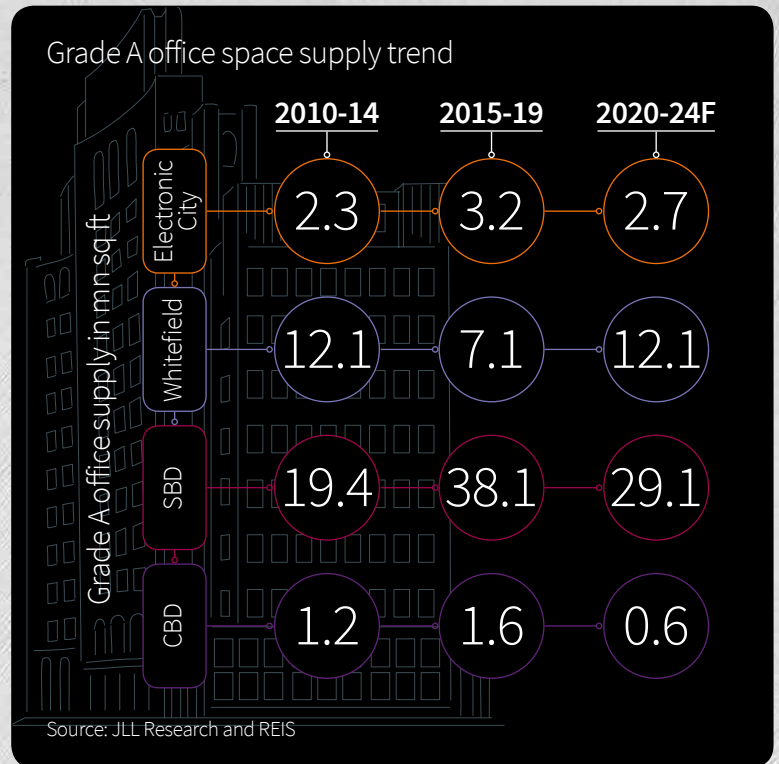 Grade A office space supply trend
2010-14 2015-19 2020-24F
Grade A office supply in mn sq ft
Electronic
City
2.3 3.2 2.7
Whitefield 12.1 7.1 12.1
SBD 19.4 38.1 29.1
CBD 1.2 1.6 0.6
Source: JLL Research and REIS